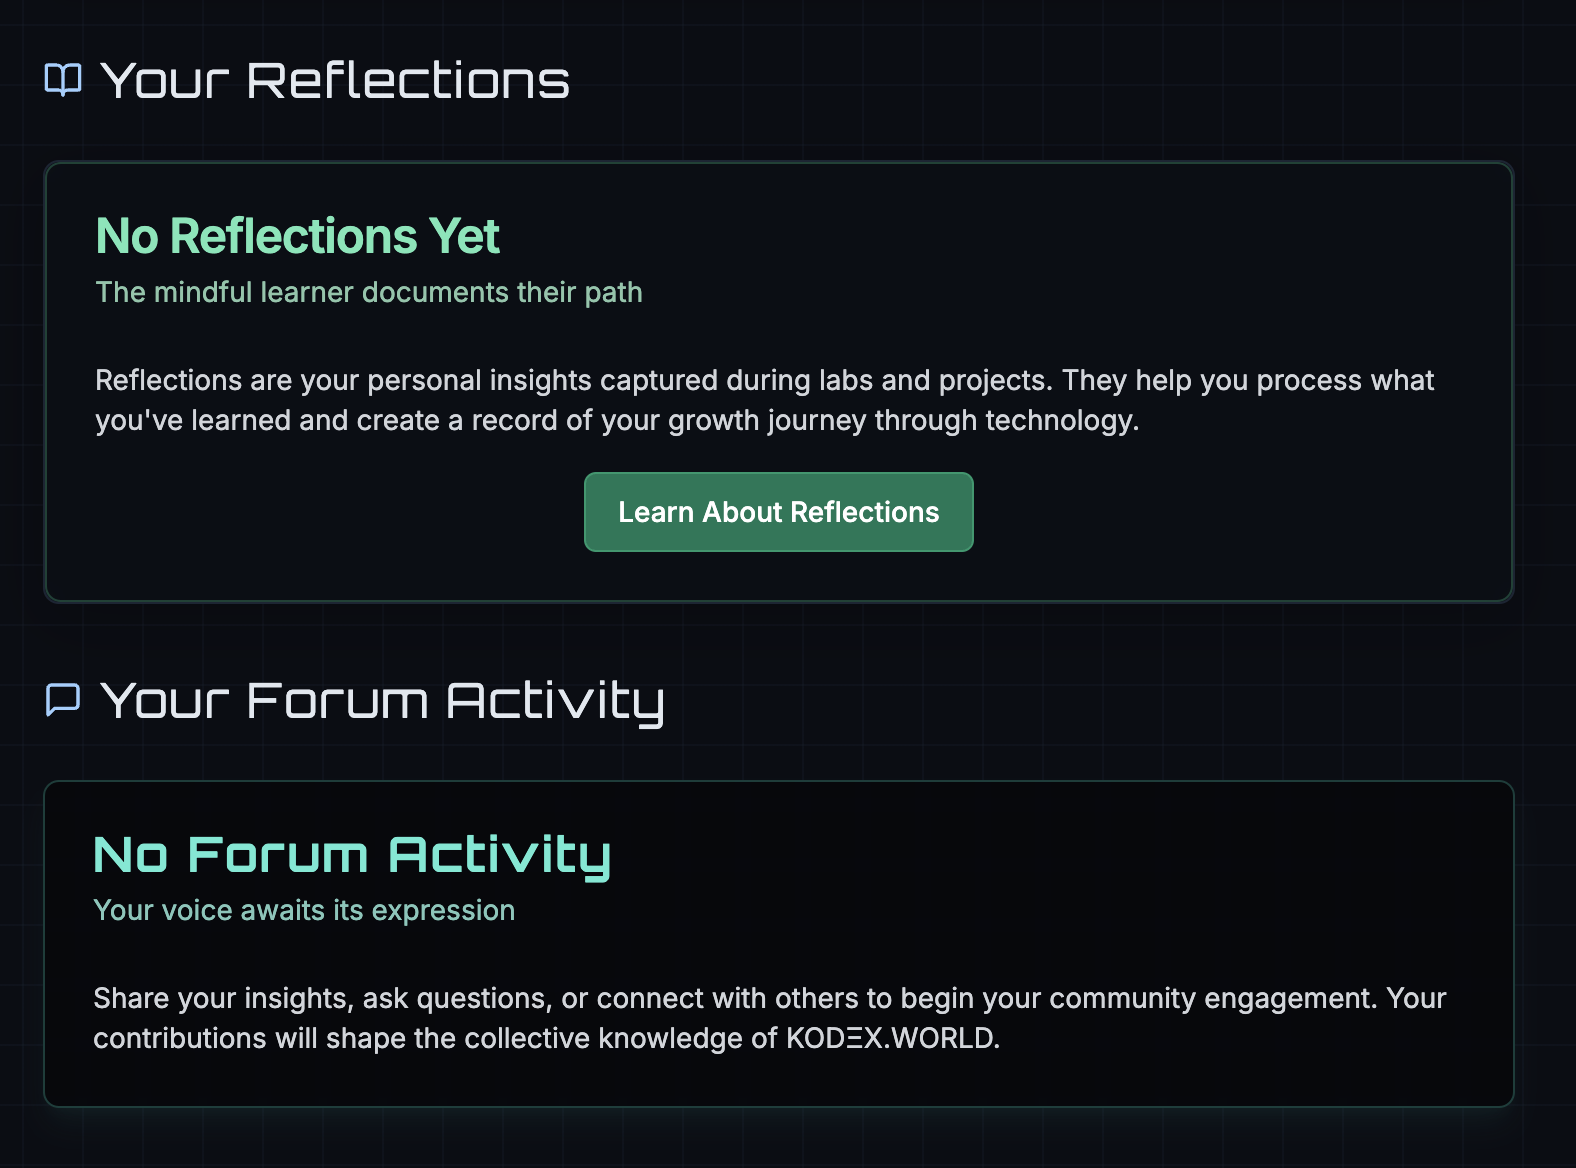 Your Reflections
No Reflections Yet
The mindful learner documents their path
Reflections are your personal insights captured during labs and projects. They help you process what
you've learned and create a record of your growth journey through technology.
Learn About Reflections
Your Forum Activity
No Forum Activity
Your voice awaits its expression
Share your insights, ask questions, or connect with others to begin your community engagement. Your
contributions will shape the collective knowledge of KODΞX.WORLD.